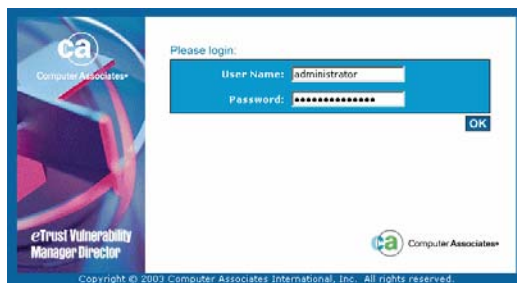 ca
Computer Associates®
Please login:
User Name: administrator
Password: ••••••••••••••
OK
eTrust Vulnerability
Manager Director
ca Computer Associates®
Copyright © 2003 Computer Associates International, Inc. All rights reserved.